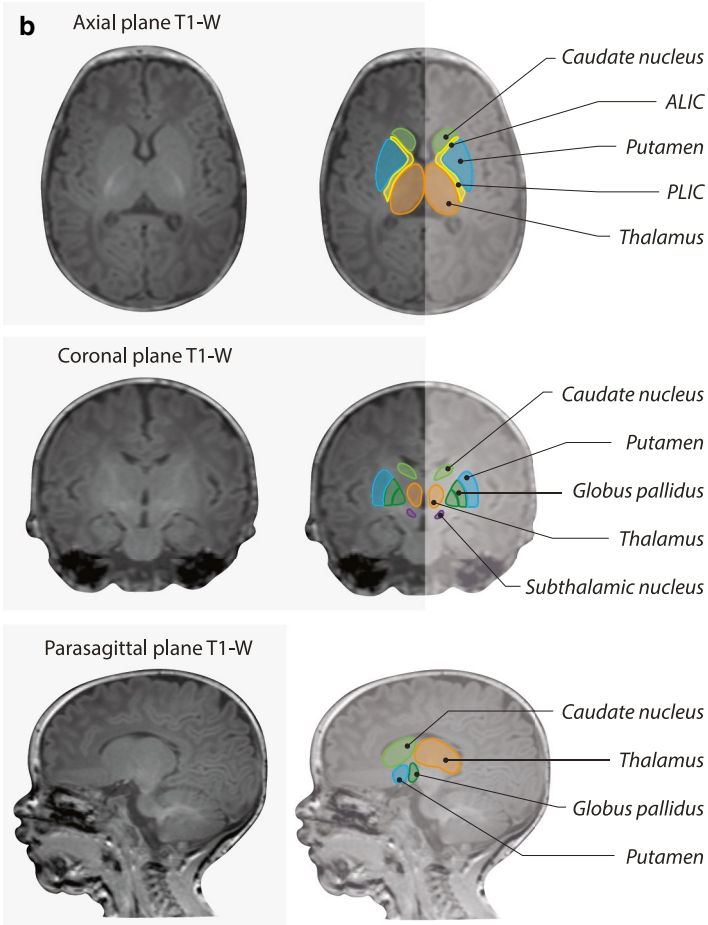 b
Axial plane T1-W
Caudate nucleus
ALIC
Putamen
PLIC
Thalamus
Coronal plane T1-W
Caudate nucleus
Putamen
Globus pallidus
Thalamus
Subthalamic nucleus
Parasagittal plane T1-W
Caudate nucleus
Thalamus
Globus pallidus
Putamen